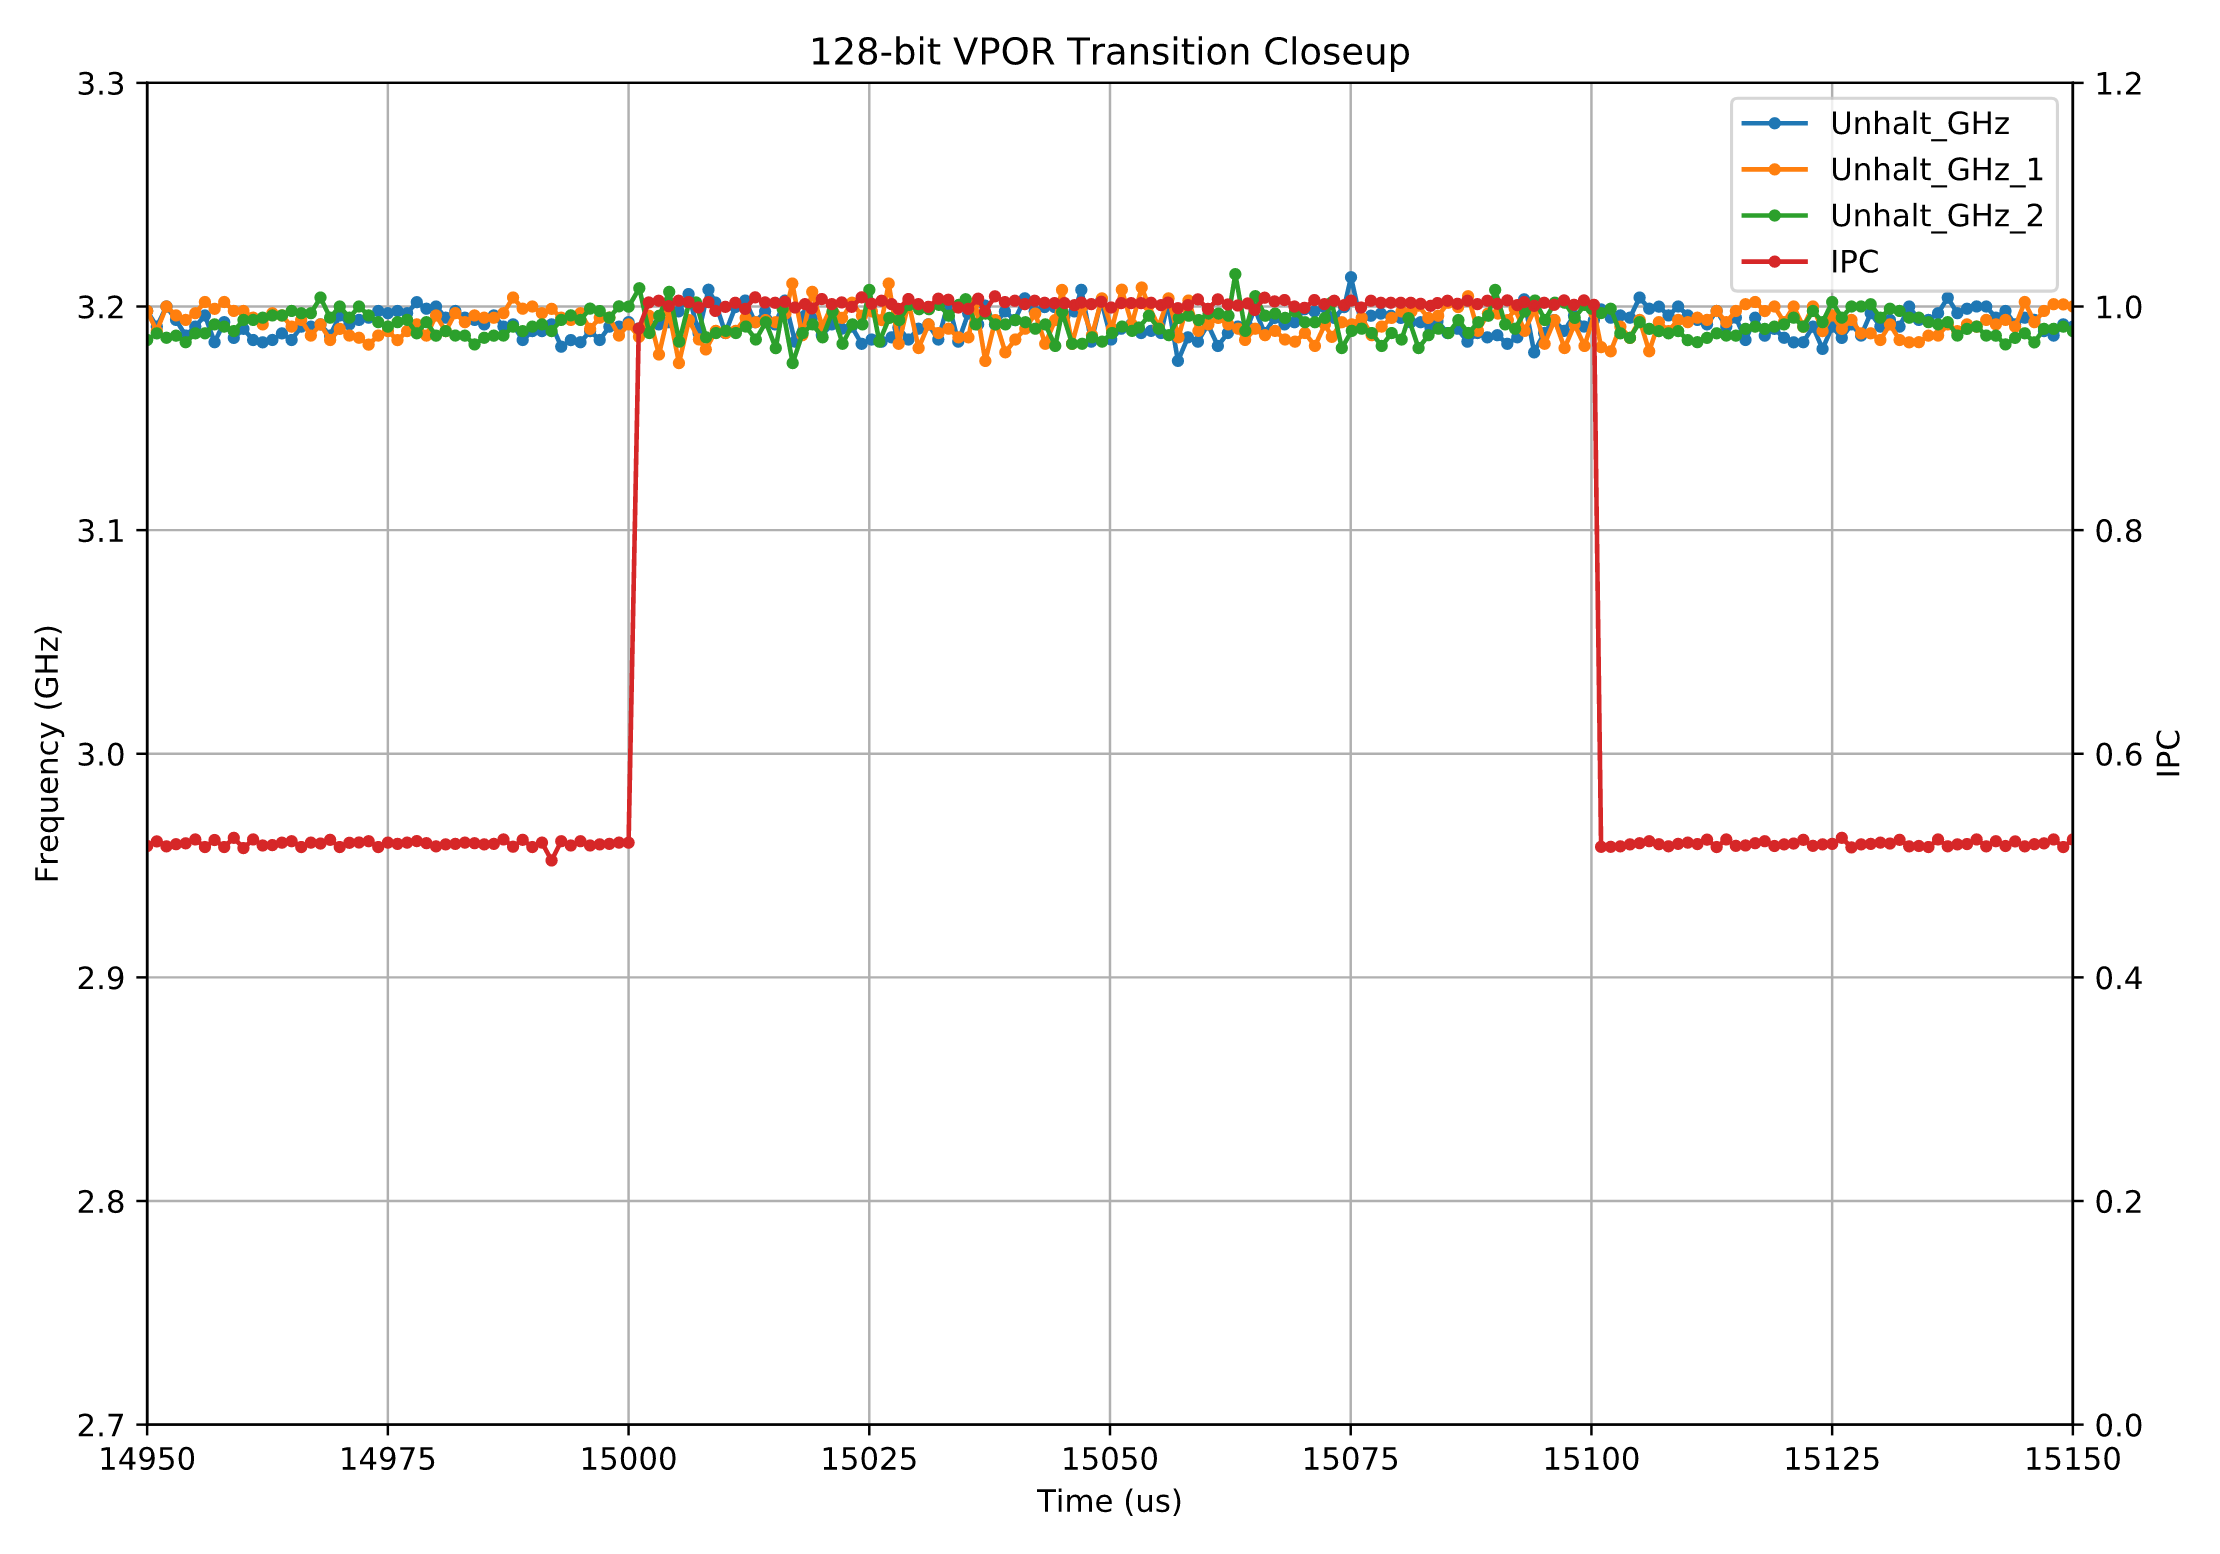 128-bit VPOR Transition Closeup
3.3
3.2
3.1
3.0
2.9
2.8
2.7
Frequency (GHz)
1.2
1.0
0.8
0.6
0.4
0.2
0.0
IPC
Unhalt_GHz
Unhalt_GHz_1
Unhalt_GHz_2
IPC
14950 14975 15000 15025 15050 15075 15100 15125 15150
Time (us)